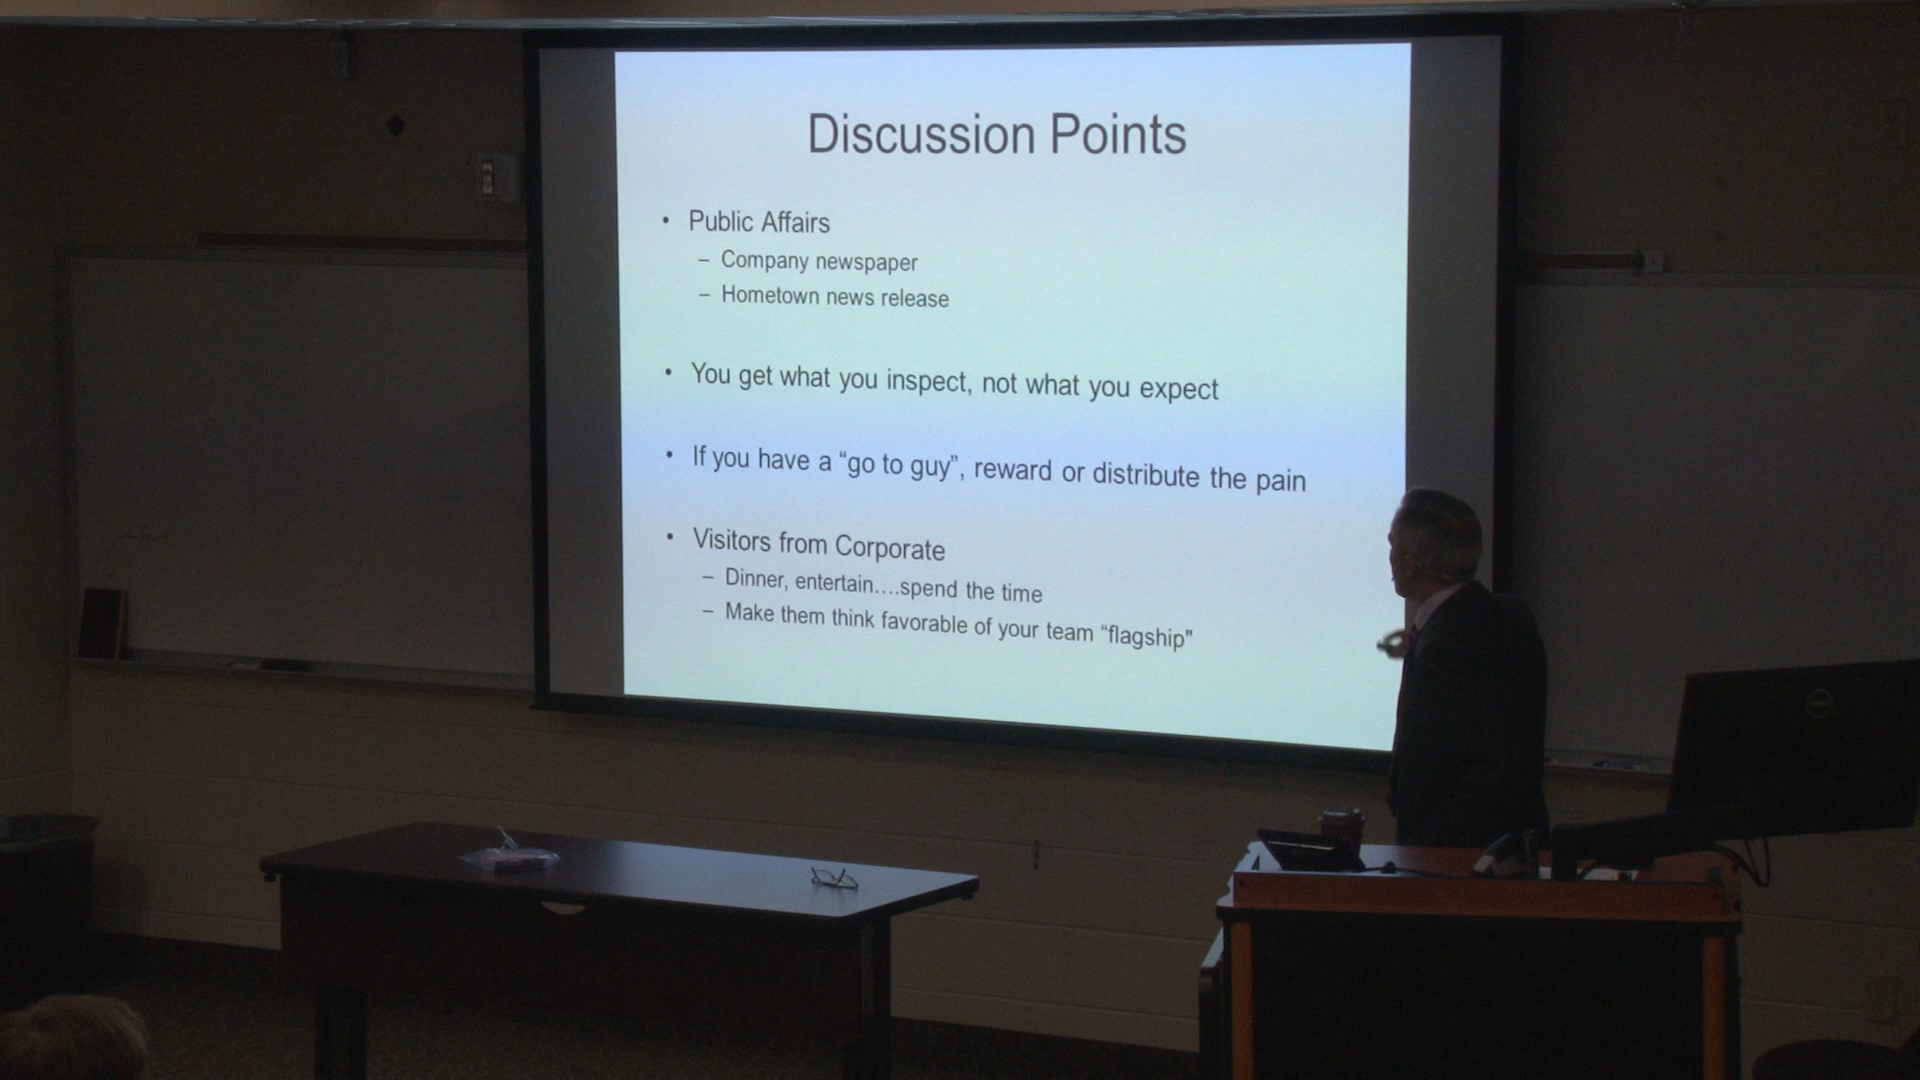 Discussion Points
• Public Affairs
– Company newspaper
– Hometown news release
• You get what you inspect, not what you expect
• If you have a “go to guy”, reward or distribute the pain
• Visitors from Corporate
– Dinner, entertain....spend the time
– Make them think favorable of your team “flagship"
DELL